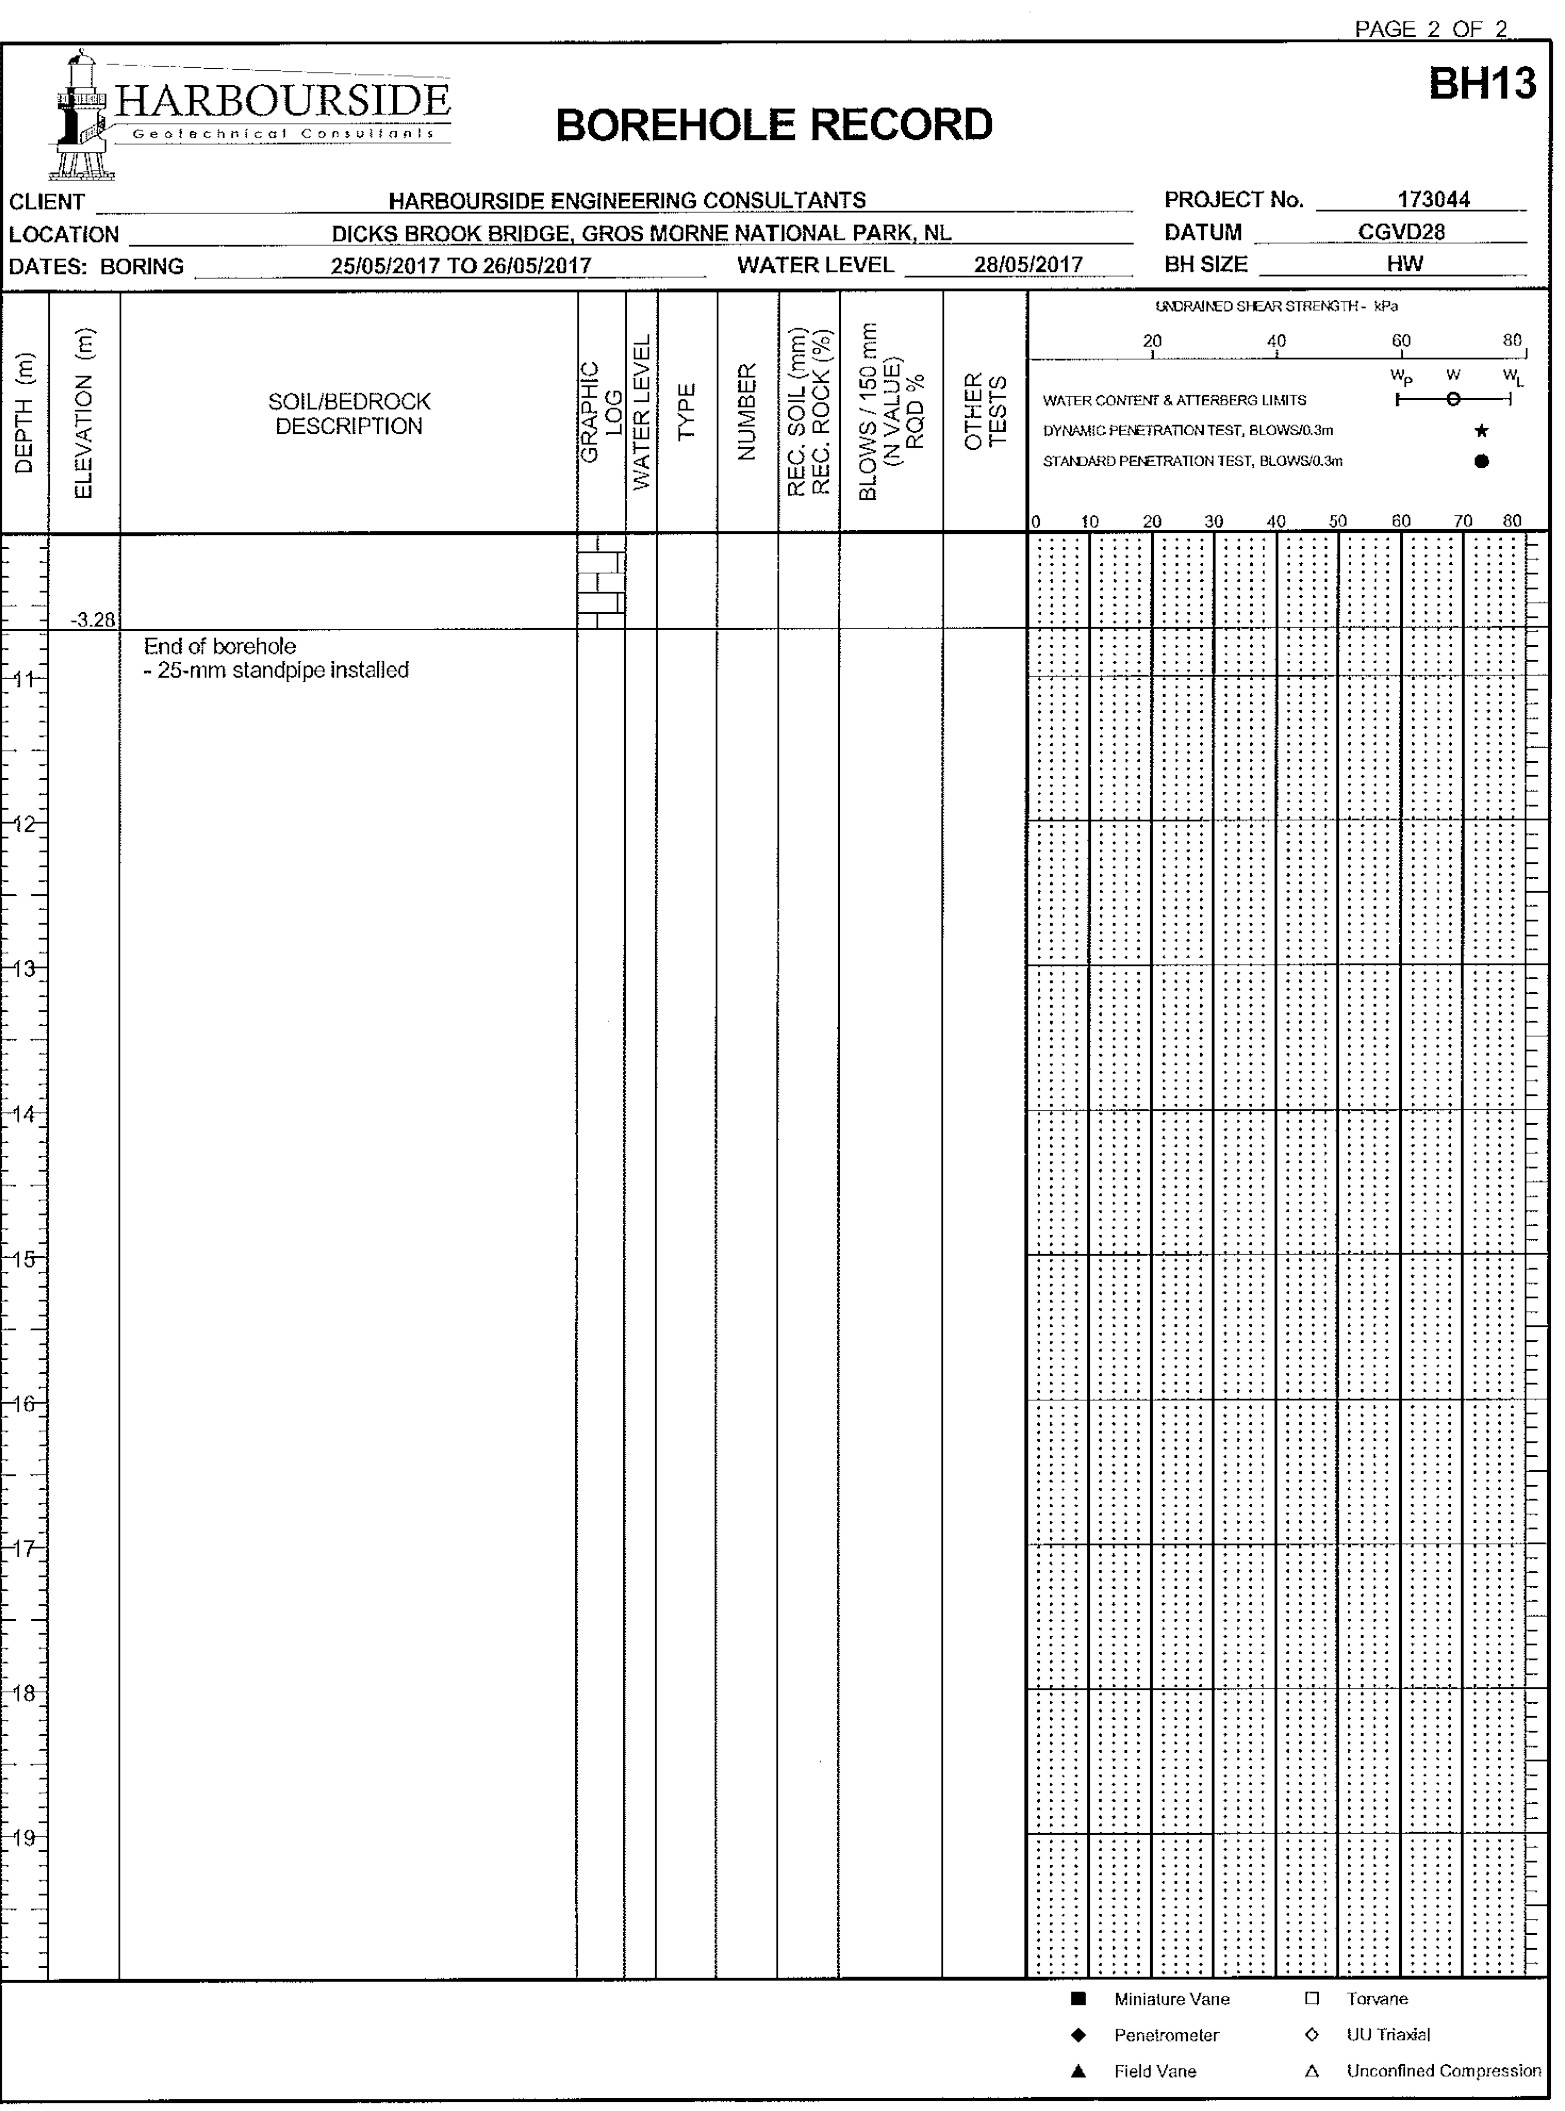 PAGE 2 OF 2
BH13
HARBOURSIDE
Geotechnical Consultants
BOREHOLE RECORD
CLIENT HARBOURSIDE ENGINEERING CONSULTANTS PROJECT No. 173044
LOCATION DICKS BROOK BRIDGE, GROS MORNE NATIONAL PARK, NL DATUM CGVD28
DATES: BORING 25/05/2017 TO 26/05/2017 WATER LEVEL 28/05/2017 BH SIZE HW
DEPTH (m)
ELEVATION (m)
SOIL/BEDROCK
DESCRIPTION
GRAPHIC
LOG
WATER LEVEL
TYPE
NUMBER
REC. SOIL (mm)
REC. ROCK (%)
BLOWS / 150 mm
(N VALUE)
RQD %
OTHER
TESTS
UNDRAINED SHEAR STRENGTH - kPa
20 40 60 80
WP W WL
WATER CONTENT & ATTERBERG LIMITS
DYNAMIC PENETRATION TEST, BLOWS/0.3m ★
STANDARD PENETRATION TEST, BLOWS/0.3m ●
0 10 20 30 40 50 60 70 80
-3.28
End of borehole
- 25-mm standpipe installed
11
12
13
14
15
16
17
18
19
■ Miniature Vane □ Torvane
◆ Penetrometer ◇ UU Triaxial
▲ Field Vane △ Unconfined Compression